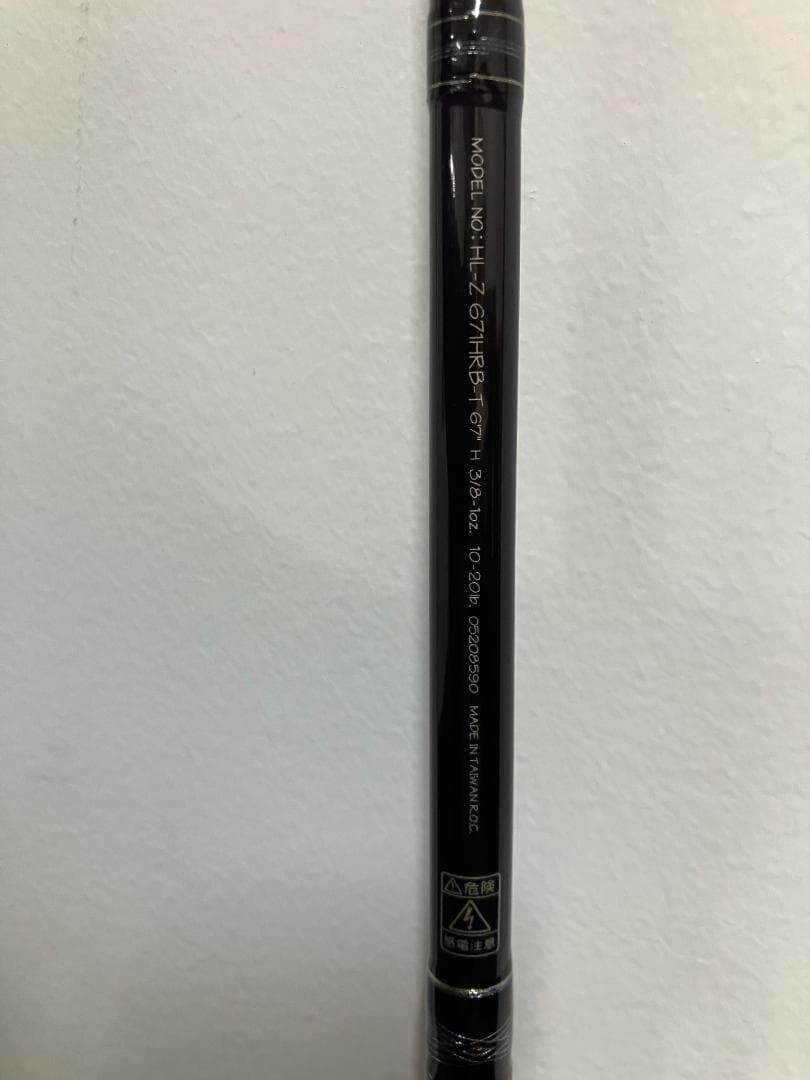 MODEL NO: HL-Z 671HRB-T 6'7" H 3/8-1oz. 10-20lb. 05208590 MADE IN TAIWAN R.O.C.
危険
感電注意